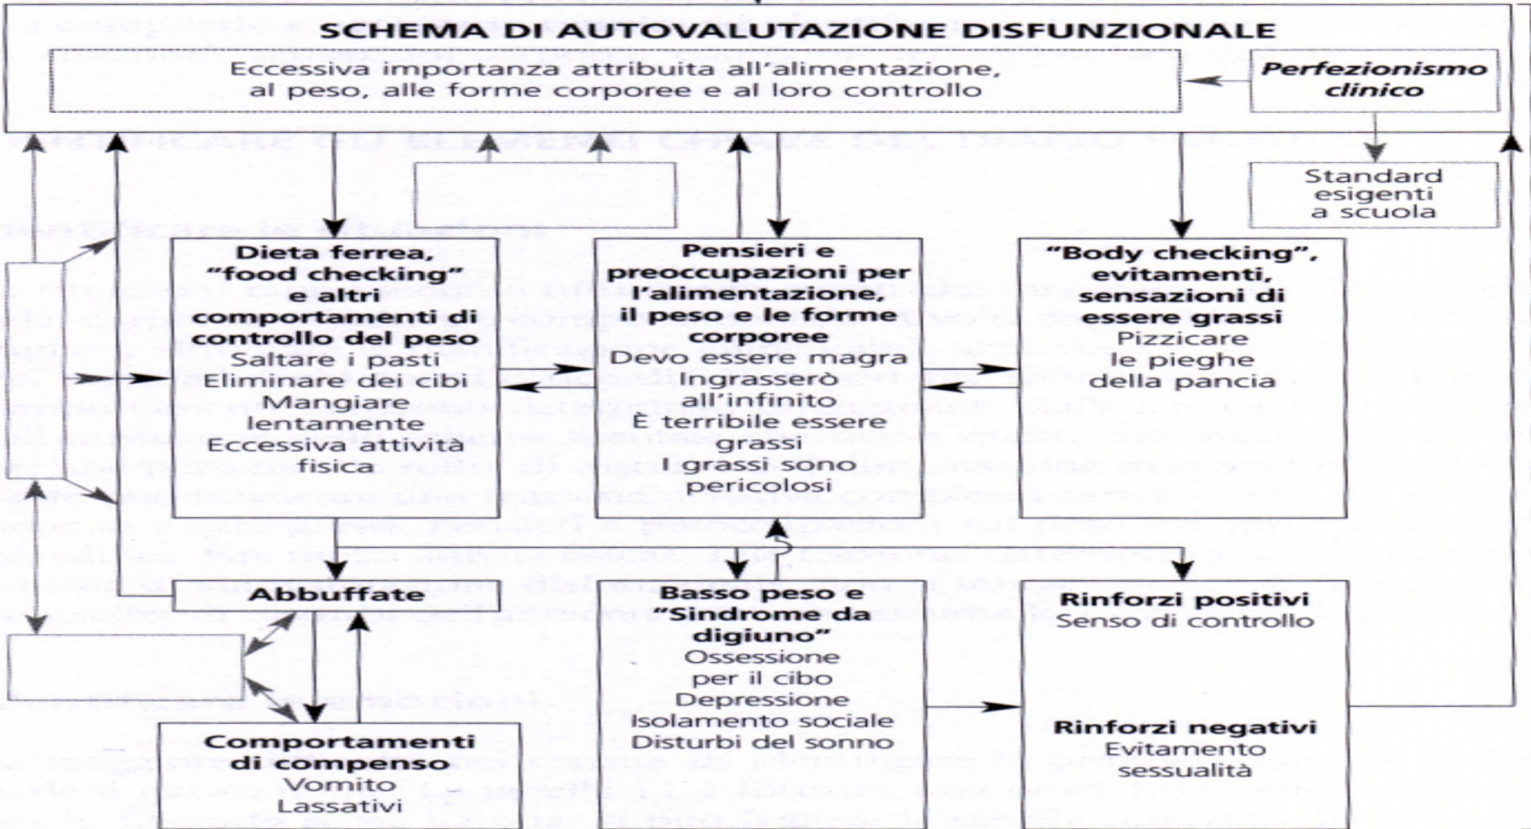 SCHEMA DI AUTOVALUTAZIONE DISFUNZIONALE
Eccessiva importanza attribuita all'alimentazione,
al peso, alle forme corporee e al loro controllo
Perfezionismo
clinico
Standard
esigenti
a scuola
Dieta ferrea,
"food checking"
e altri
comportamenti di
controllo del peso
Saltare i pasti
Eliminare dei cibi
Mangiare
lentamente
Eccessiva attività
fisica
Pensieri e
preoccupazioni per
l'alimentazione,
il peso e le forme
corporee
Devo essere magra
Ingrasserò
all'infinito
È terribile essere
grassi
I grassi sono
pericolosi
"Body checking",
evitamenti,
sensazioni di
essere grassi
Pizzicare
le pieghe
della pancia
Abbuffate
Comportamenti
di compenso
Vomito
Lassativi
Basso peso e
"Sindrome da
digiuno"
Ossessione
per il cibo
Depressione
Isolamento sociale
Disturbi del sonno
Rinforzi positivi
Senso di controllo
Rinforzi negativi
Evitamento
sessualità